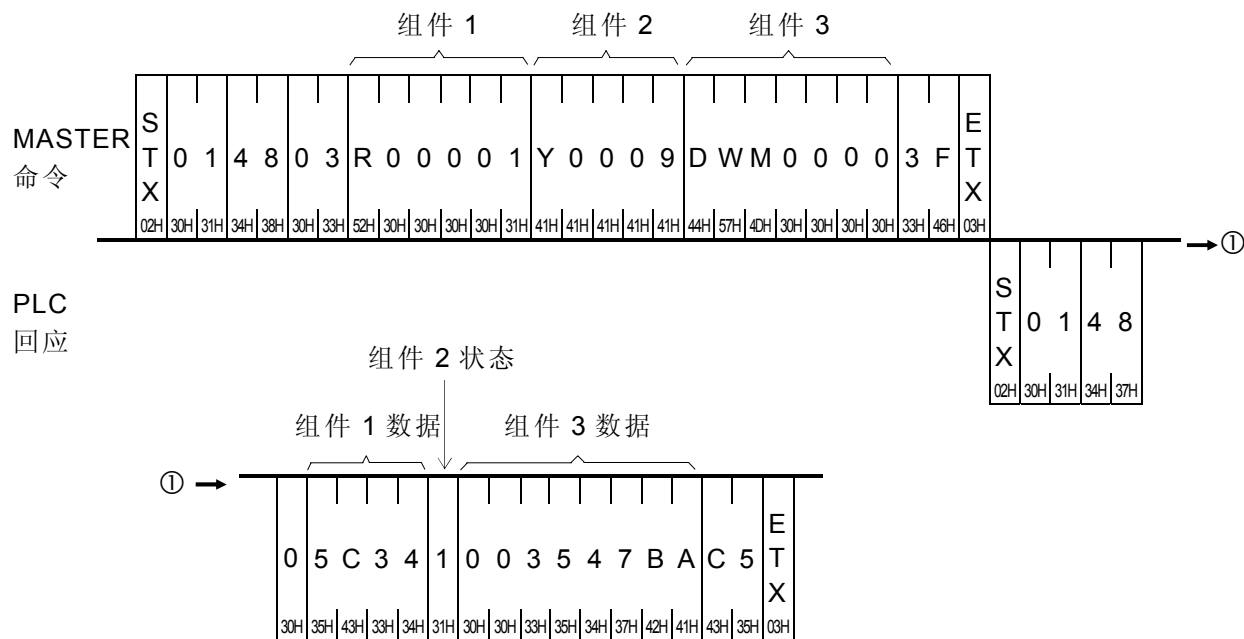 组件 1 组件 2 组件 3
MASTER
命令
STX 0 1 4 8 0 3 R 0 0 0 0 1 Y 0 0 0 9 D W M 0 0 0 0 3 F ETX
02H 30H 31H 34H 38H 30H 33H 52H 30H 30H 30H 30H 31H 41H 41H 41H 41H 41H 44H 57H 4DH 30H 30H 30H 30H 33H 46H 03H
①
PLC
回应
STX 0 1 4 8
02H 30H 31H 34H 37H
组件 2 状态
组件 1 数据 组件 3 数据
①
0 5 C 3 4 1 0 0 3 5 4 7 B A C 5 ETX
30H 35H 43H 33H 34H 31H 30H 30H 33H 35H 34H 37H 42H 41H 43H 35H 03H